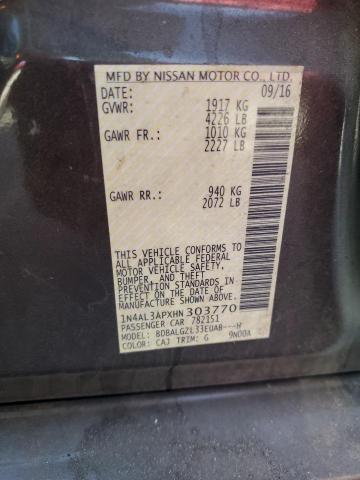 MFD BY NISSAN MOTOR CO., LTD.
DATE: 09/16
GVWR: 1917 KG
4226 LB
GAWR FR.: 1010 KG
2227 LB
GAWR RR.: 940 KG
2072 LB
THIS VEHICLE CONFORMS TO
ALL APPLICABLE FEDERAL
MOTOR VEHICLE SAFETY,
BUMPER, AND THEFT
PREVENTION STANDARDS IN
EFFECT ON THE DATE OF
MANUFACTURE SHOWN ABOVE.
1N4AL3APXHN303770
PASSENGER CAR 782151
MODEL: BDBALGZL33EUAB---H
COLOR: CAJ TRIM: G 9N00A